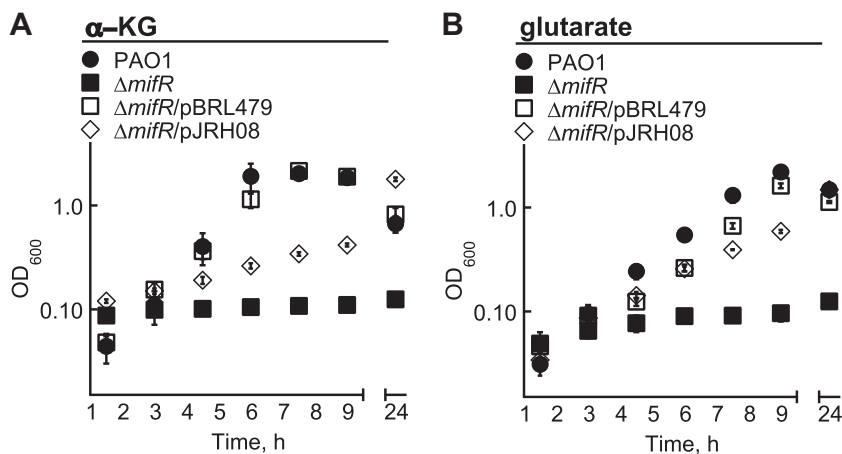 A
α–KG
PAO1
ΔmifR
ΔmifR/pBRL479
ΔmifR/pJRH08
OD600
1.0
0.10
1 2 3 4 5 6 7 8 9 24
Time, h
B
glutarate
PAO1
ΔmifR
ΔmifR/pBRL479
ΔmifR/pJRH08
OD600
1.0
0.10
1 2 3 4 5 6 7 8 9 24
Time, h